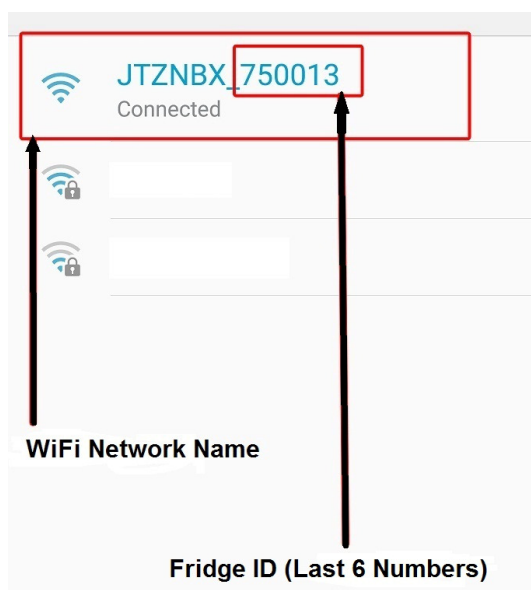 JTZNBX_750013
Connected
WiFi Network Name
Fridge ID (Last 6 Numbers)